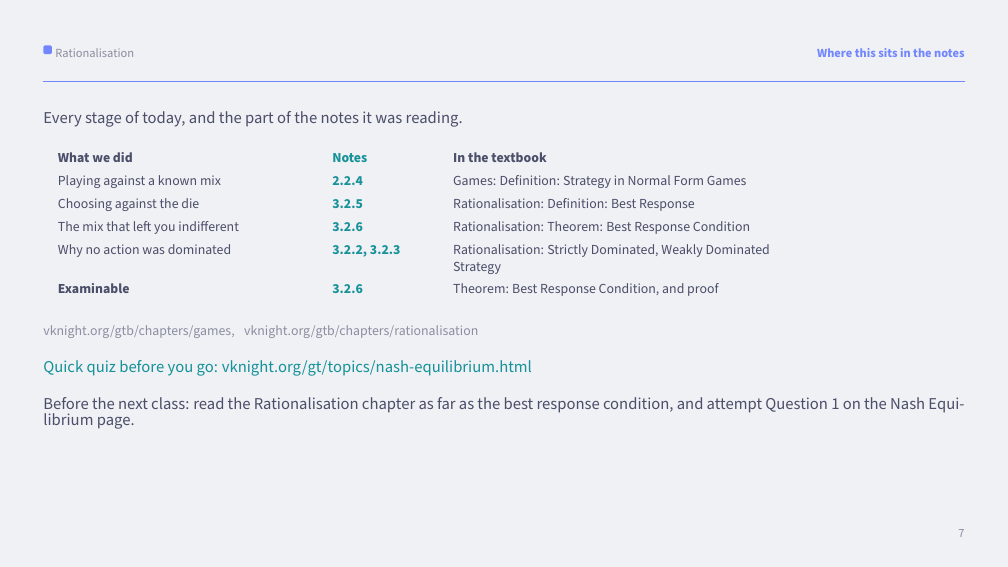 Rationalisation
Where this sits in the notes
Every stage of today, and the part of the notes it was reading.
What we did Notes In the textbook
Playing against a known mix 2.2.4 Games: Definition: Strategy in Normal Form Games
Choosing against the die 3.2.5 Rationalisation: Definition: Best Response
The mix that left you indifferent 3.2.6 Rationalisation: Theorem: Best Response Condition
Why no action was dominated 3.2.2, 3.2.3 Rationalisation: Strictly Dominated, Weakly Dominated
Strategy
Examinable 3.2.6 Theorem: Best Response Condition, and proof
vknight.org/gtb/chapters/games, vknight.org/gtb/chapters/rationalisation
Quick quiz before you go: vknight.org/gt/topics/nash-equilibrium.html
Before the next class: read the Rationalisation chapter as far as the best response condition, and attempt Question 1 on the Nash Equi-
librium page.
7